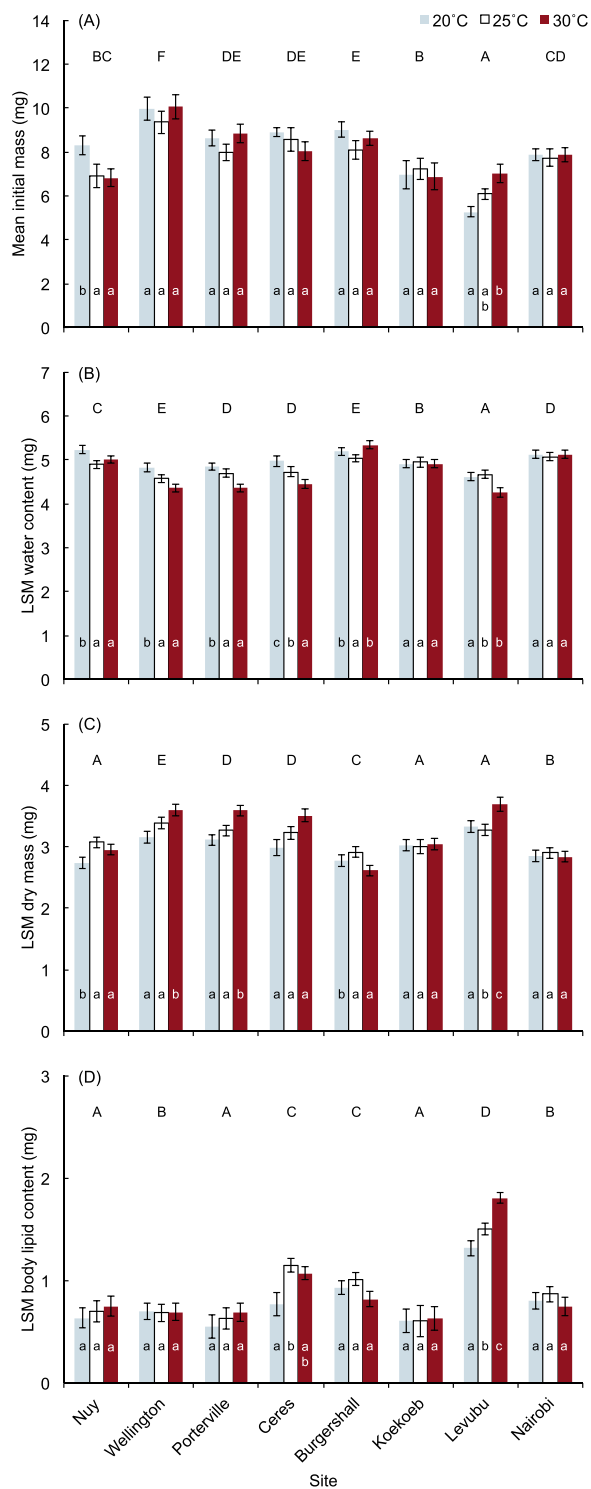 (A)
20˚C 25˚C 30˚C
14
12
10
8
6
4
2
0
Mean initial mass (mg)
BC F DE DE E B A CD
b a a a a a a a a a a a a a a a a a a a b a a a
b
(B)
7
6
5
4
3
2
1
0
LSM water content (mg)
C E D D E B A D
b a a b a a b a a c b a b a b a a a a b b a a a
(C)
5
4
3
2
1
0
LSM dry mass (mg)
A E D D C A A B
b a a a a b a a b a a a b a a a a a a b c a a a
(D)
3
2
1
0
LSM body lipid content (mg)
A B A C C A D B
a a a a a a a a a a b a a a a a a a a b c a a a
b
Nuy Wellington Porterville Ceres Burgershall Koekoeb Levubu Nairobi
Site